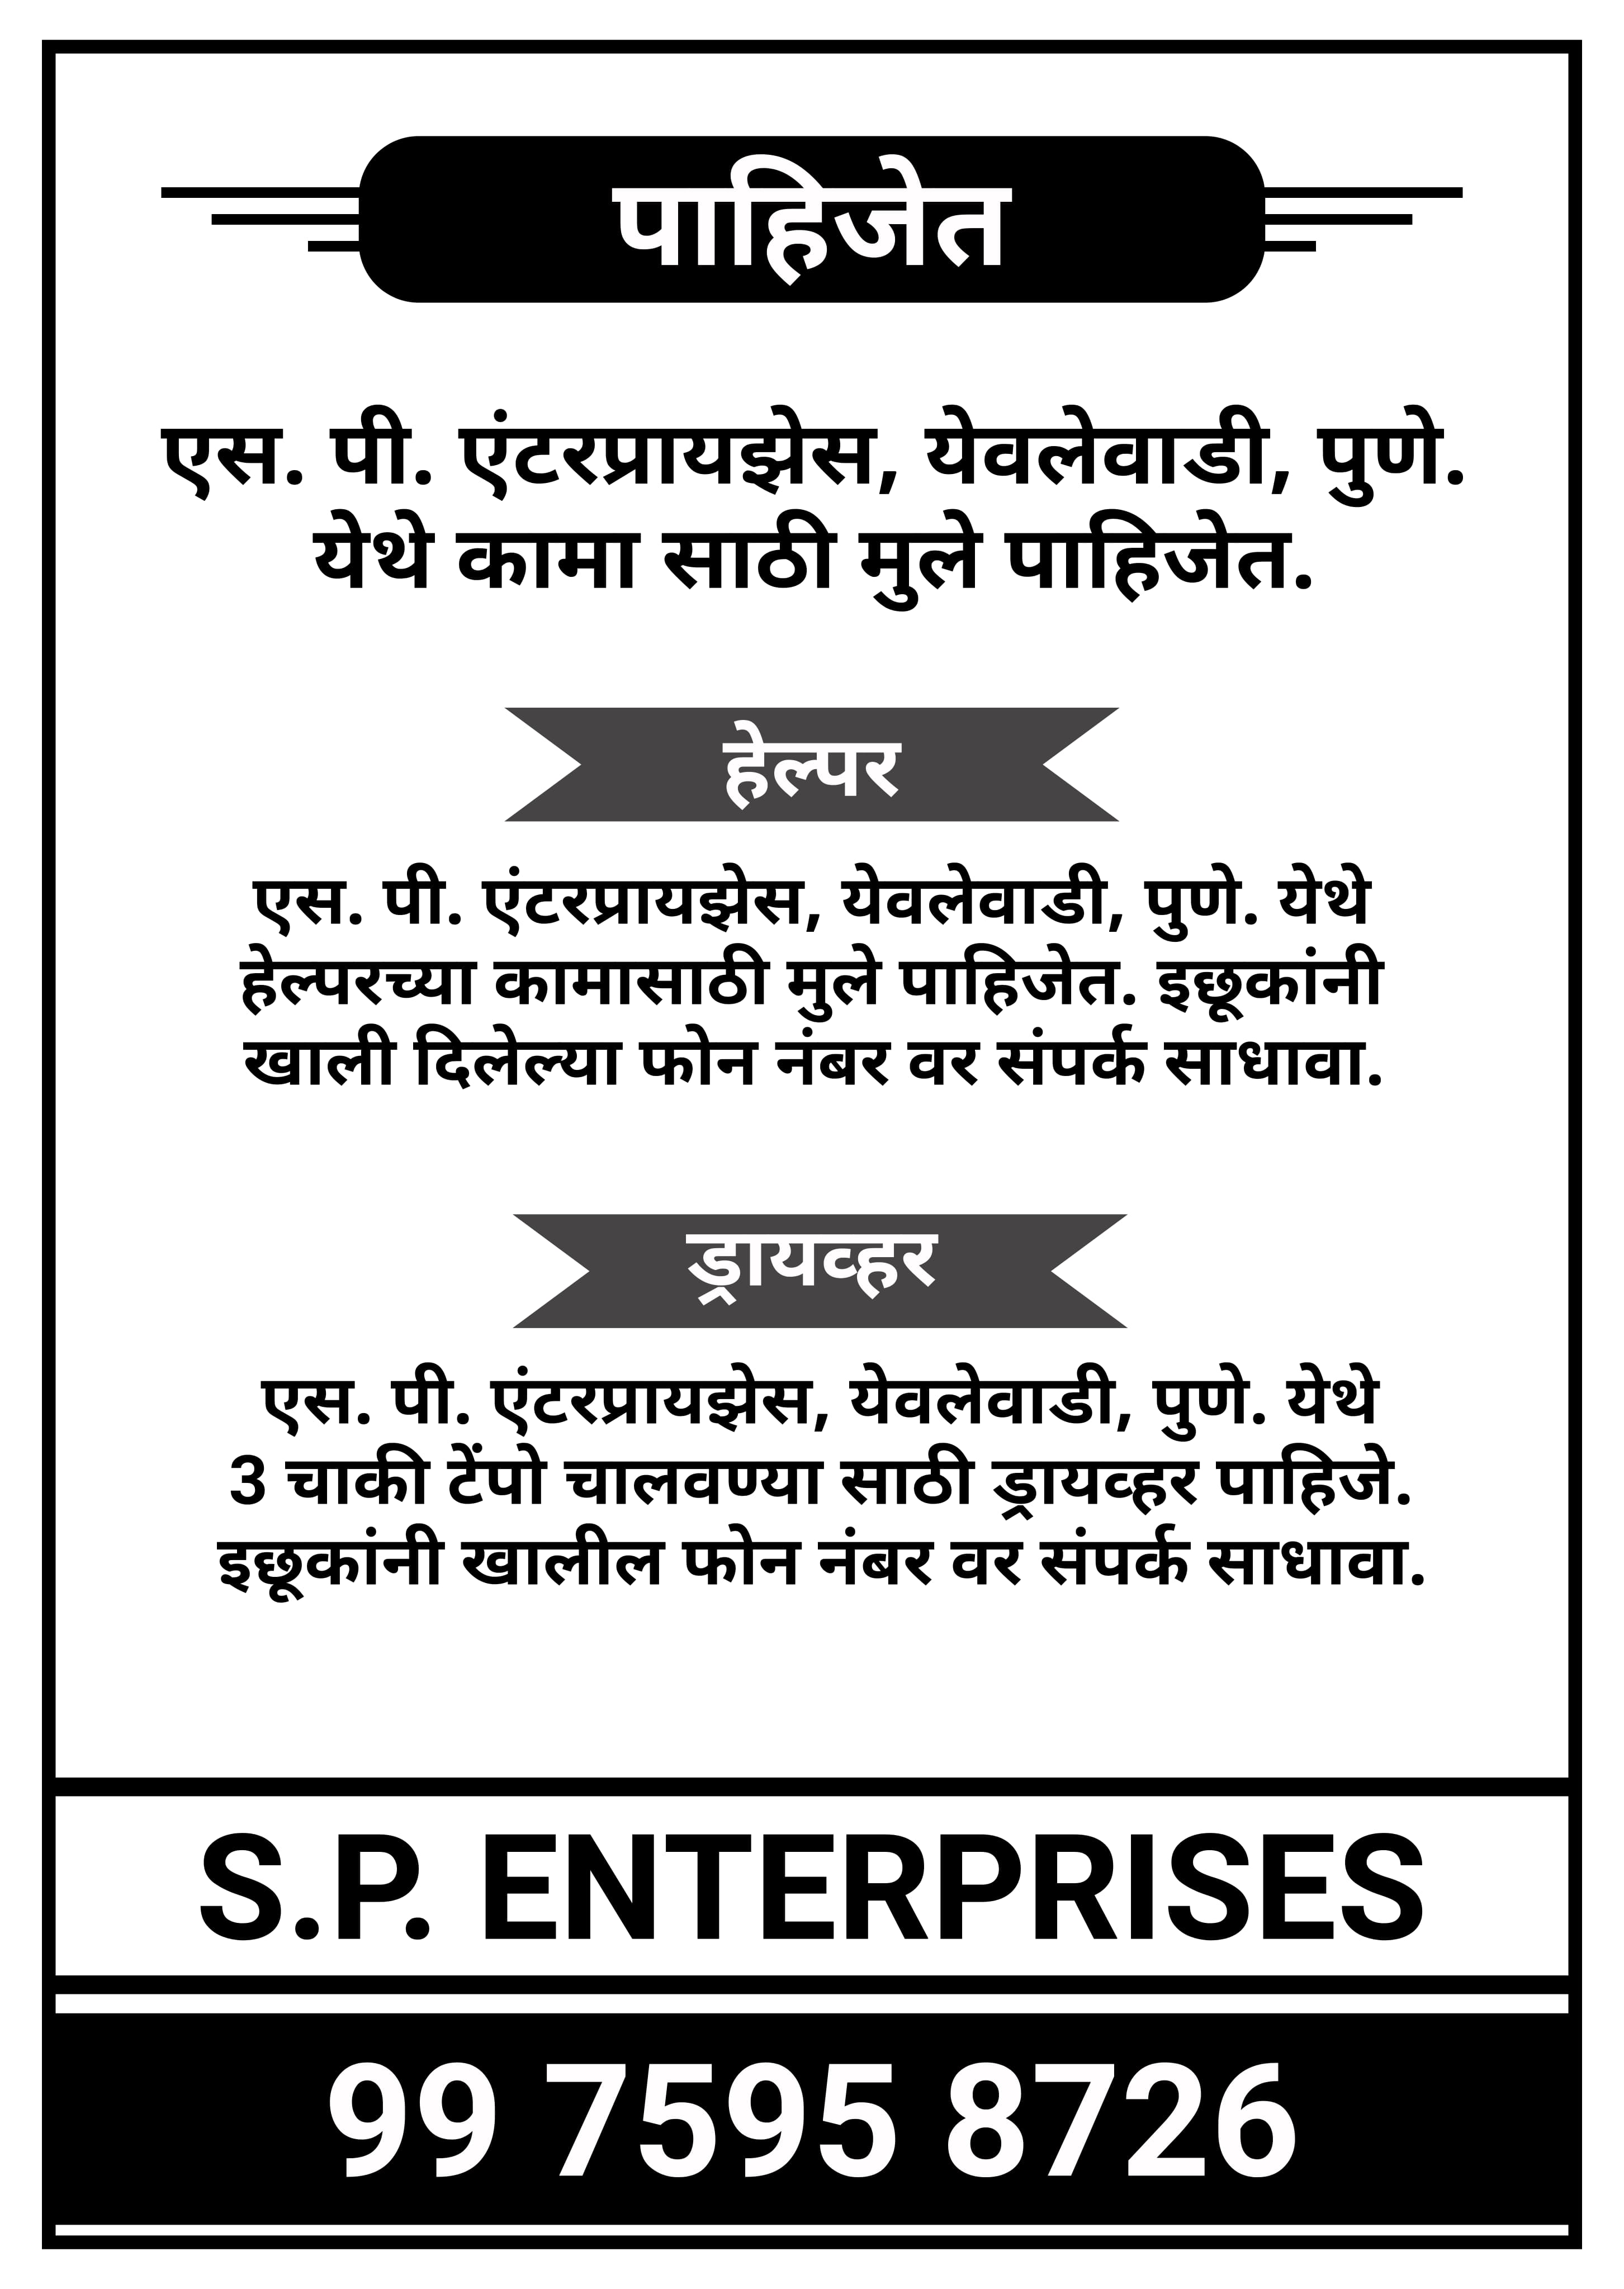 पाहिजेत
एस. पी. एंटरप्रायझेस, येवलेवाडी, पुणे.
येथे कामा साठी मुले पाहिजेत.
हेल्पर
एस. पी. एंटरप्रायझेस, येवलेवाडी, पुणे. येथे
हेल्परच्या कामासाठी मुले पाहिजेत. इछूकांनी
खाली दिलेल्या फोन नंबर वर संपर्क साधावा.
ड्रायव्हर
एस. पी. एंटरप्रायझेस, येवलेवाडी, पुणे. येथे
3 चाकी टेंपो चालवण्या साठी ड्रायव्हर पाहिजे.
इछूकांनी खालील फोन नंबर वर संपर्क साधावा.
S.P. ENTERPRISES
99 7595 8726